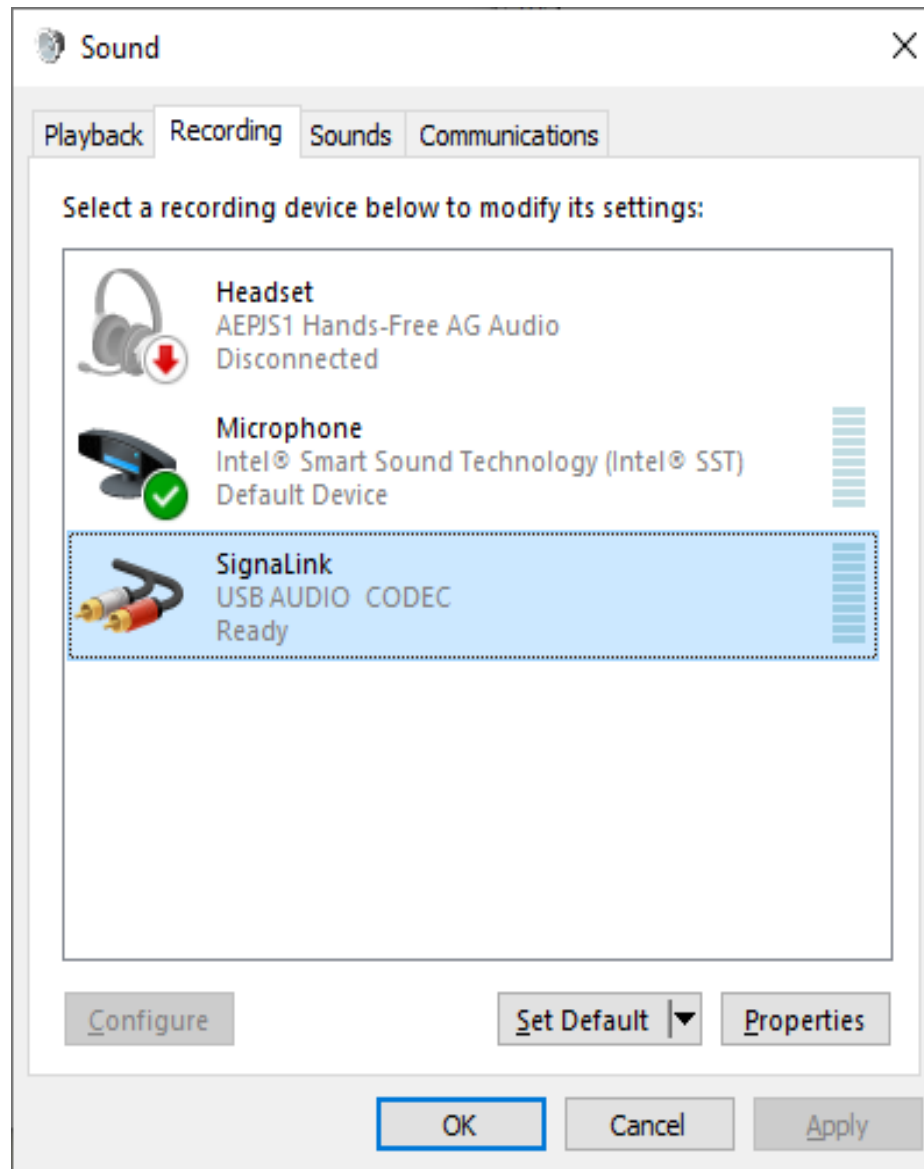 Sound
Playback Recording Sounds Communications
Select a recording device below to modify its settings:
Headset
AEPJS1 Hands-Free AG Audio
Disconnected
Microphone
Intel® Smart Sound Technology (Intel® SST)
Default Device
SignaLink
USB AUDIO  CODEC
Ready
Configure Set Default Properties
OK Cancel Apply